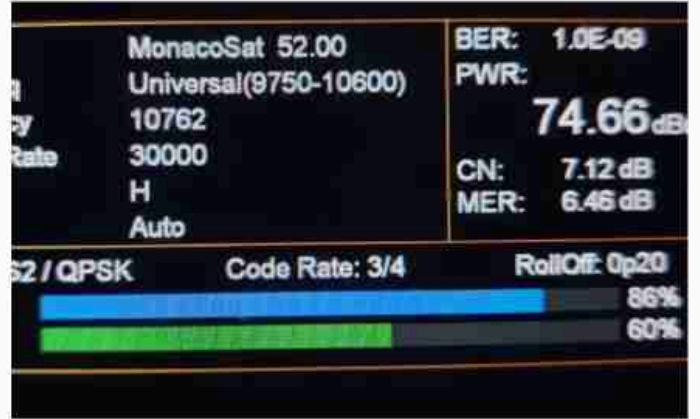 MonacoSat 52.00
Universal(9750-10600)
10762
Rate 30000
H
Auto
BER: 1.0E-09
PWR:
74.66
CN: 7.12 dB
MER: 6.46 dB
S2 / QPSK Code Rate: 3/4 RollOff: 0p20
86%
60%